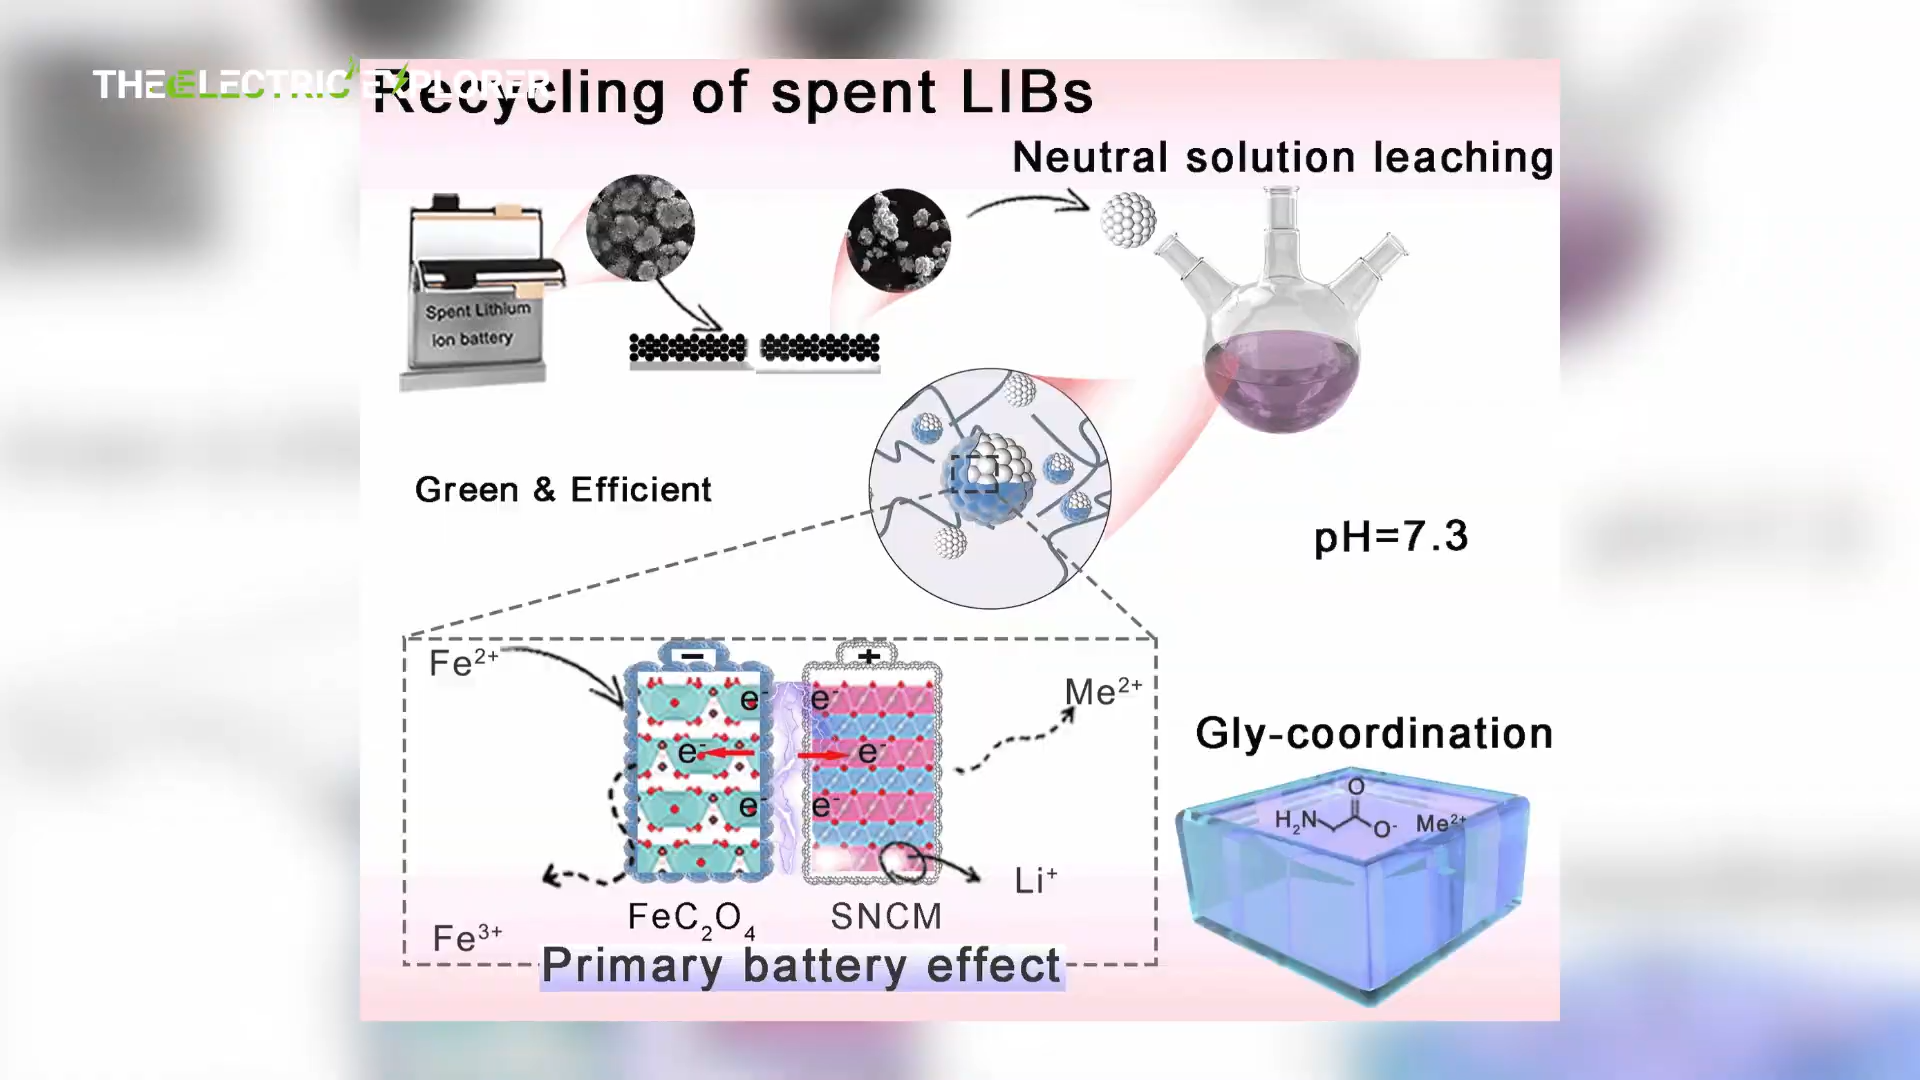 THE ELECTRIC EXPLORER
Recycling of spent LIBs
Neutral solution leaching
Spent Lithium
Ion battery
Green & Efficient
pH=7.3
Fe²⁺
−
+
e⁻ e⁻
Me²⁺
e⁻ e⁻
e⁻ e⁻
Gly-coordination
O
H₂N O⁻ Me²⁺
Li⁺
FeC₂O₄ SNCM
Fe³⁺
Primary battery effect